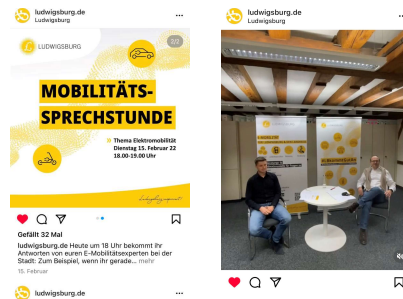 ludwigsburg.de
Ludwigsburg
LUDWIGSBURG
2/2
MOBILITÄTS-
SPRECHSTUNDE
Thema Elektromobilität
Dienstag 15. Februar 22
18.00-19.00 Uhr
Gefällt 32 Mal
ludwigsburg.de Heute um 18 Uhr bekommt ihr
Antworten von euren E-Mobilitätsexperten bei der
Stadt: Zum Beispiel, wenn ihr gerade... mehr
15. Februar
ludwigsburg.de
ludwigsburg.de
Ludwigsburg
MOBILITÄT
MOBILITÄT